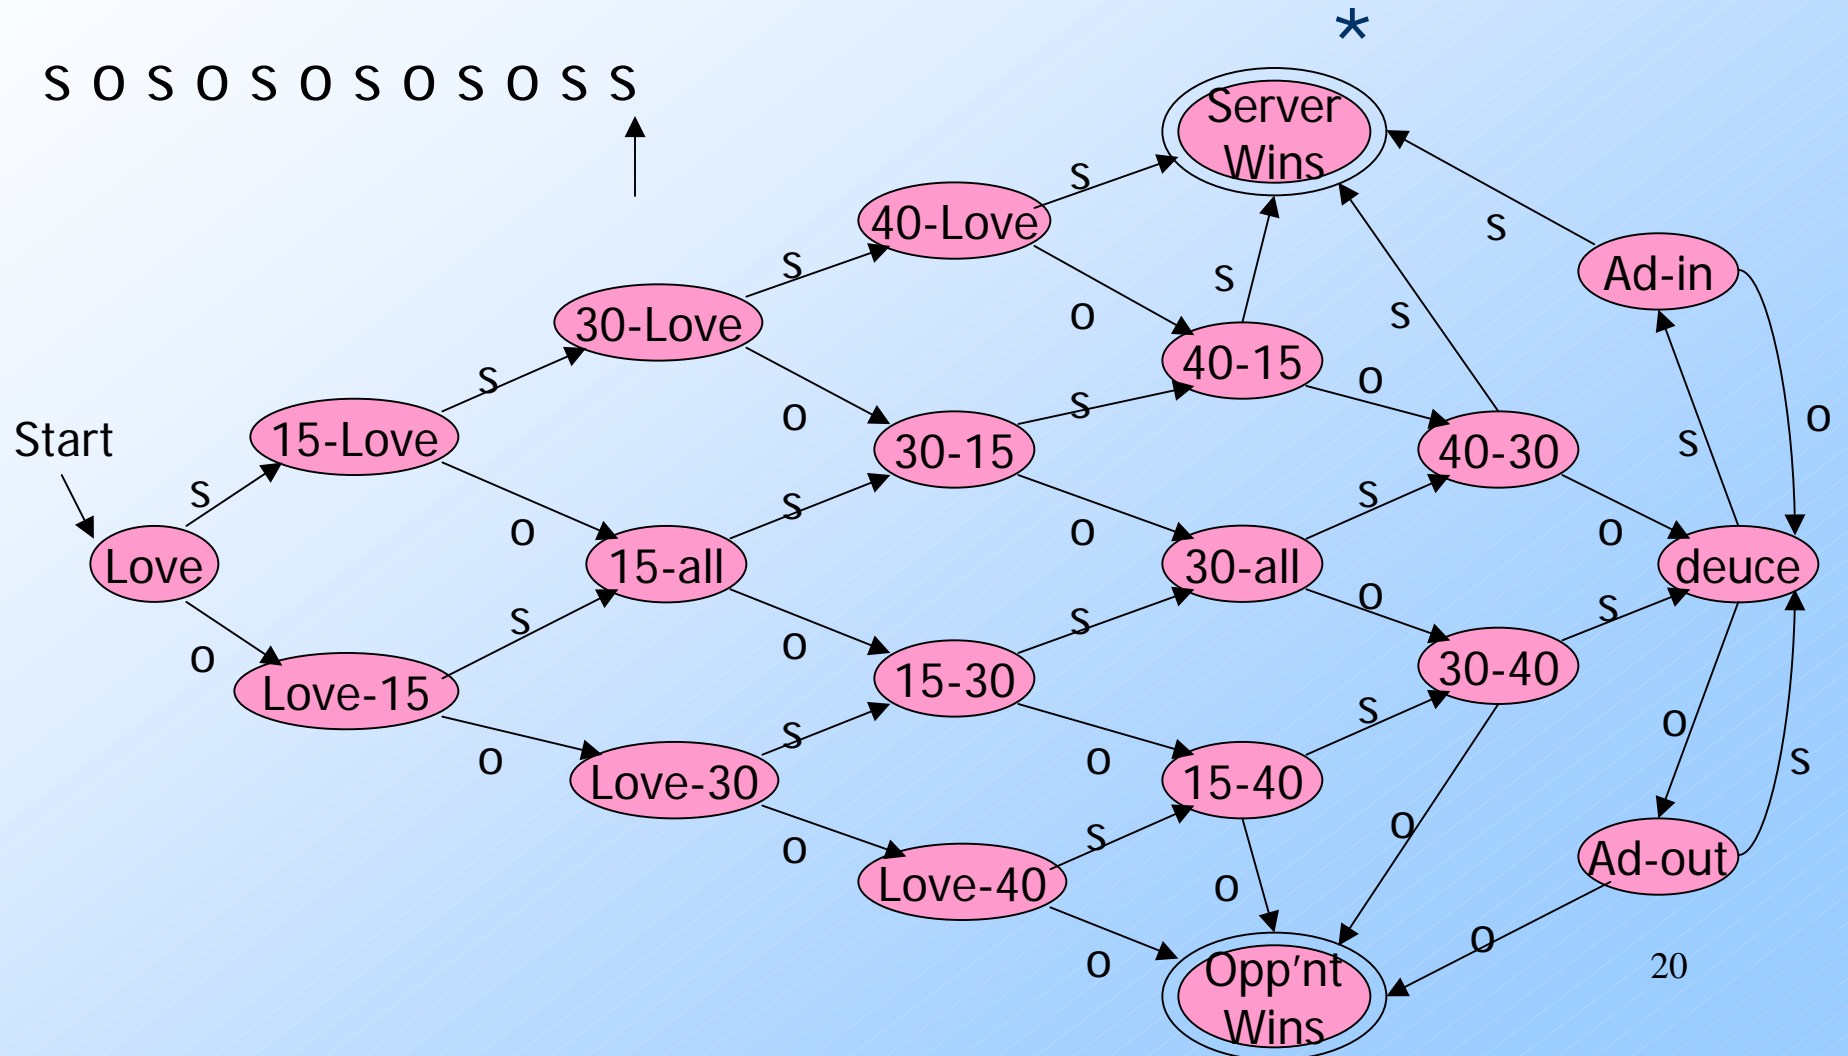 *
s o s o s o s o s o s s
Server
Wins
s
40-Love
s
s
Ad-in
s
30-Love
o
s
s
40-15
s
o
o
15-Love
s
o
s
Start
30-15
40-30
s
s
s
o
o
o
Love
15-all
30-all
deuce
s
o
s
s
o
o
15-30
30-40
Love-15
s
s
o
o
o
s
Love-30
15-40
o
s
o
Ad-out
Love-40
o
o
o
Opp'nt
Wins
20